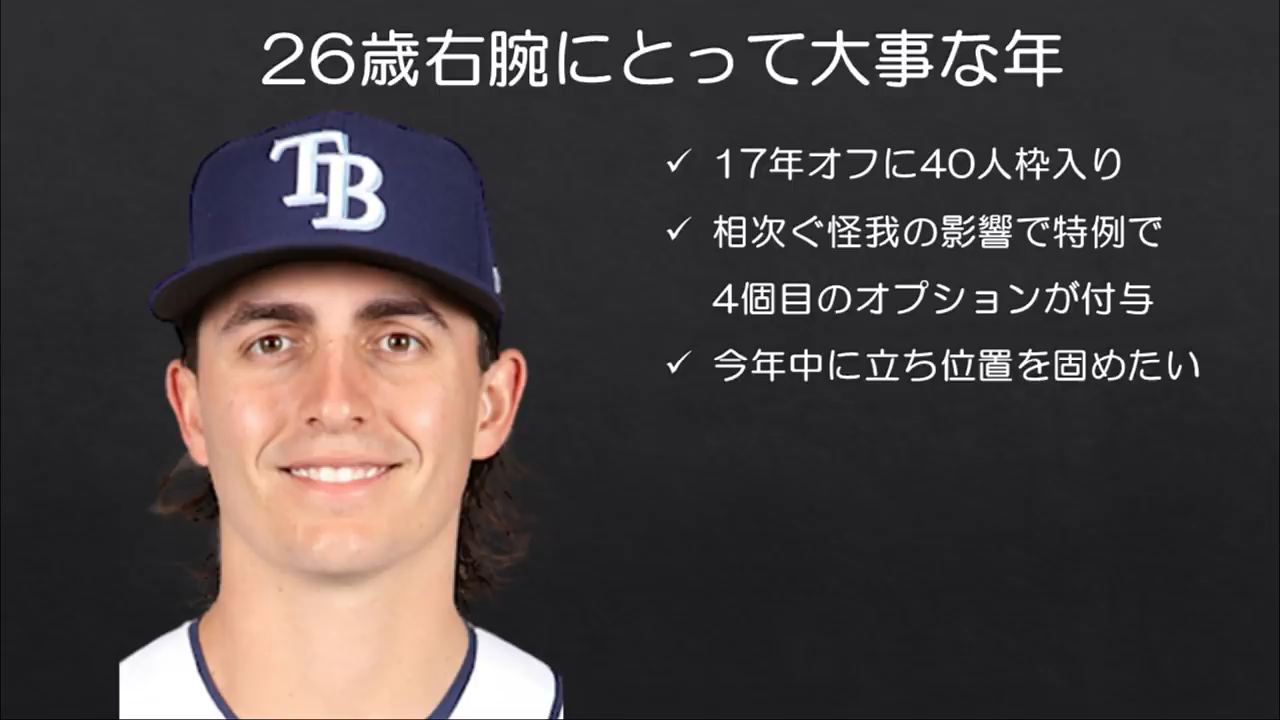 26歳右腕にとって大事な年
TB
✓ 17年オフに40人枠入り
✓ 相次ぐ怪我の影響で特例で
4個目のオプションが付与
✓ 今年中に立ち位置を固めたい